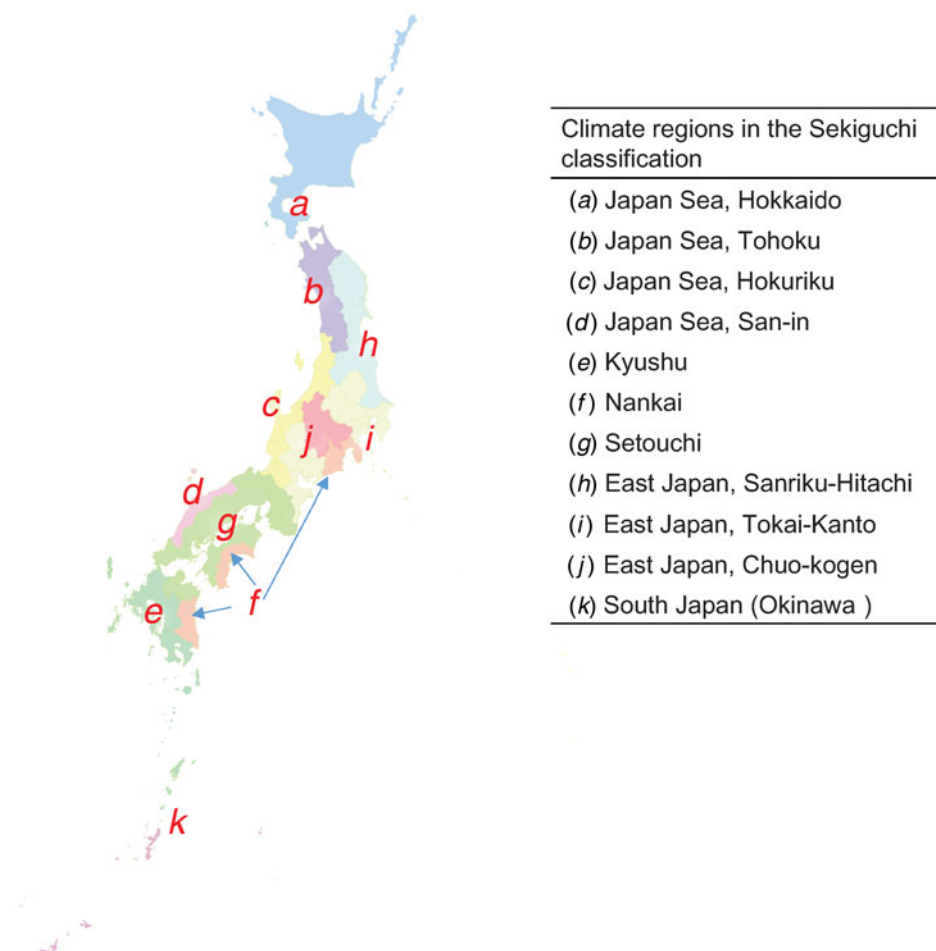 a
b
h
c
j
i
d
g
f
e
k
Climate regions in the Sekiguchi
classification
(a) Japan Sea, Hokkaido
(b) Japan Sea, Tohoku
(c) Japan Sea, Hokuriku
(d) Japan Sea, San-in
(e) Kyushu
(f) Nankai
(g) Setouchi
(h) East Japan, Sanriku-Hitachi
(i) East Japan, Tokai-Kanto
(j) East Japan, Chuo-kogen
(k) South Japan (Okinawa )